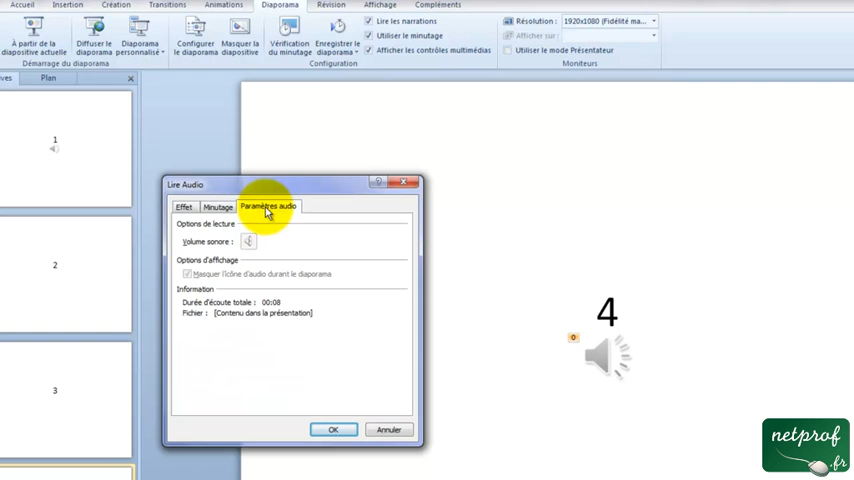 Accueil Insertion Création Transitions Animations Diaporama Révision Affichage Compléments
À partir de la diapositive actuelle
Diffuser le diaporama
Diaporama personnalisé
Configurer le diaporama
Masquer la diapositive
Vérification du minutage
Enregistrer le diaporama
Lire les narrations
Utiliser le minutage
Afficher les contrôles multimédias
Résolution : 1920x1080 (Fidélité ma...
Afficher sur :
Utiliser le mode Présentateur
Démarrage du diaporama
Configuration
Moniteurs
ives Plan
1
2
3
Lire Audio
Effet Minutage Paramètres audio
Options de lecture
Volume sonore :
Options d'affichage
Masquer l'icône d'audio durant le diaporama
Information
Durée d'écoute totale : 00:08
Fichier : [Contenu dans la présentation]
OK Annuler
4
0
netprof
.fr